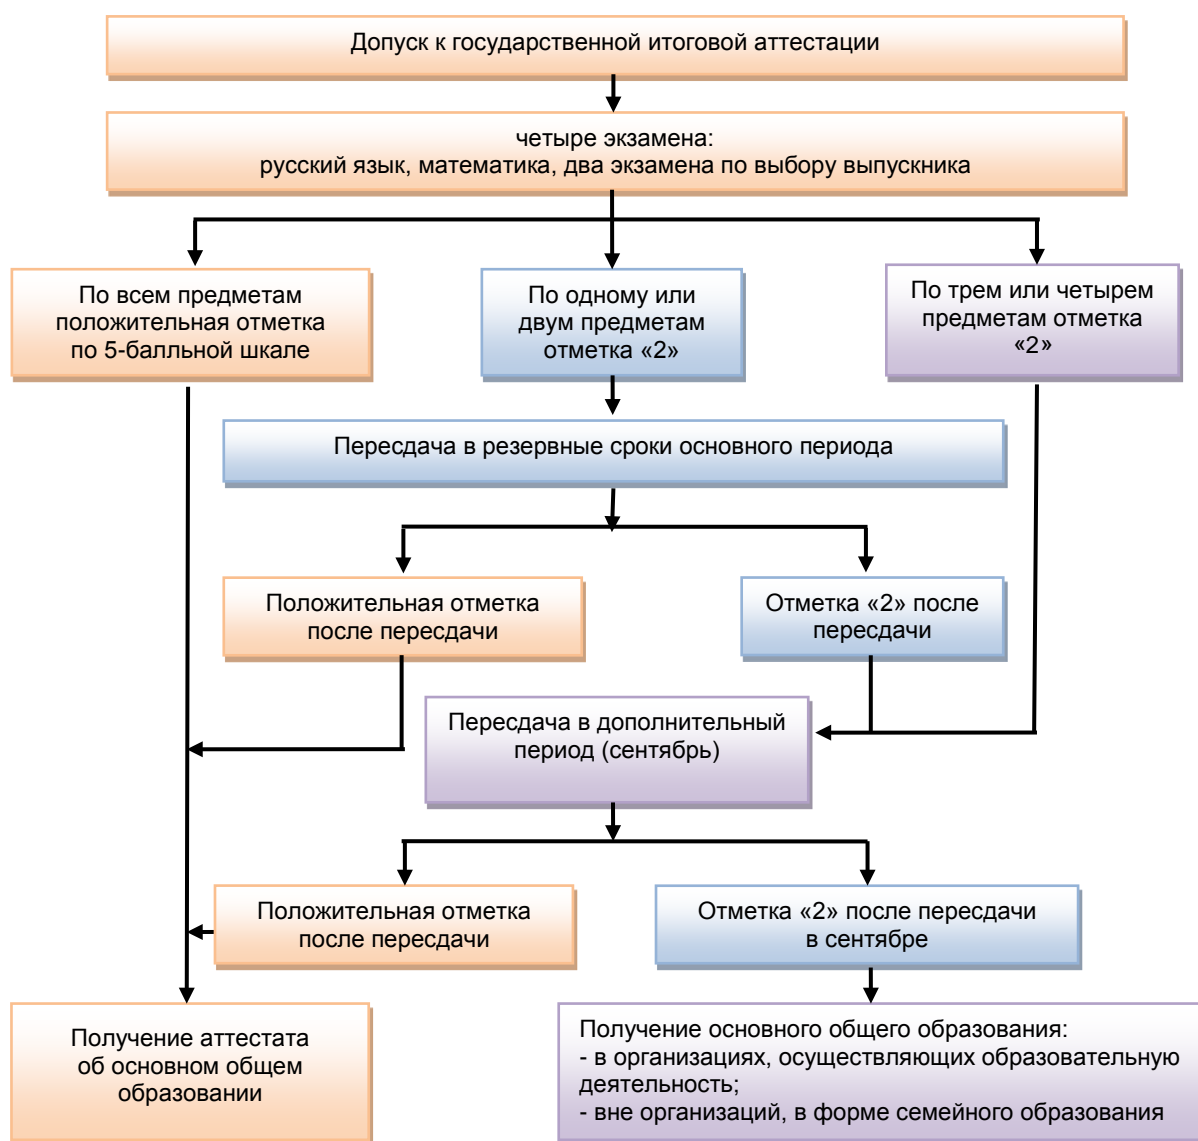 Допуск к государственной итоговой аттестации
четыре экзамена:
русский язык, математика, два экзамена по выбору выпускника
По всем предметам
положительная отметка
по 5-балльной шкале
По одному или
двум предметам
отметка «2»
По трем или четырем
предметам отметка
«2»
Пересдача в резервные сроки основного периода
Положительная отметка
после пересдачи
Отметка «2» после
пересдачи
Пересдача в дополнительный
период (сентябрь)
Положительная отметка
после пересдачи
Отметка «2» после пересдачи
в сентябре
Получение аттестата
об основном общем
образовании
Получение основного общего образования:
- в организациях, осуществляющих образовательную
деятельность;
- вне организаций, в форме семейного образования